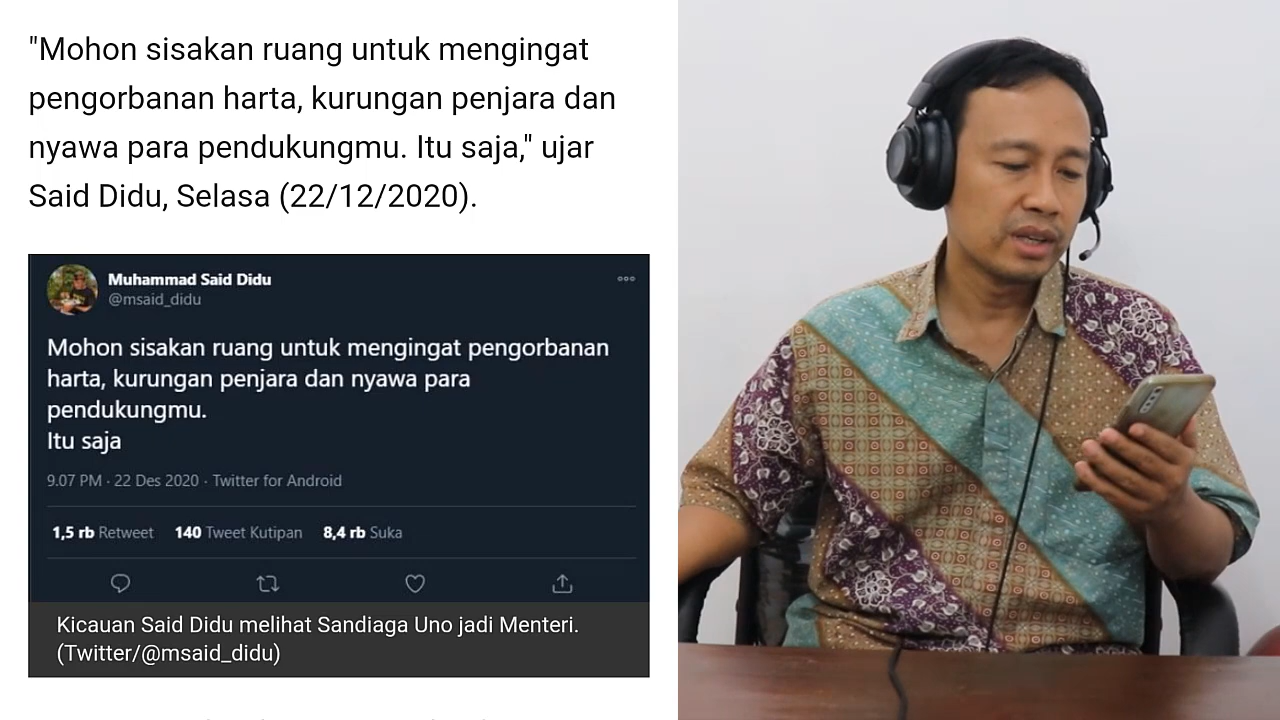 "Mohon sisakan ruang untuk mengingat
pengorbanan harta, kurungan penjara dan
nyawa para pendukungmu. Itu saja," ujar
Said Didu, Selasa (22/12/2020).
Muhammad Said Didu
@msaid_didu
Mohon sisakan ruang untuk mengingat pengorbanan
harta, kurungan penjara dan nyawa para
pendukungmu.
Itu saja
9.07 PM · 22 Des 2020 · Twitter for Android
1,5 rb Retweet 140 Tweet Kutipan 8,4 rb Suka
Kicauan Said Didu melihat Sandiaga Uno jadi Menteri.
(Twitter/@msaid_didu)